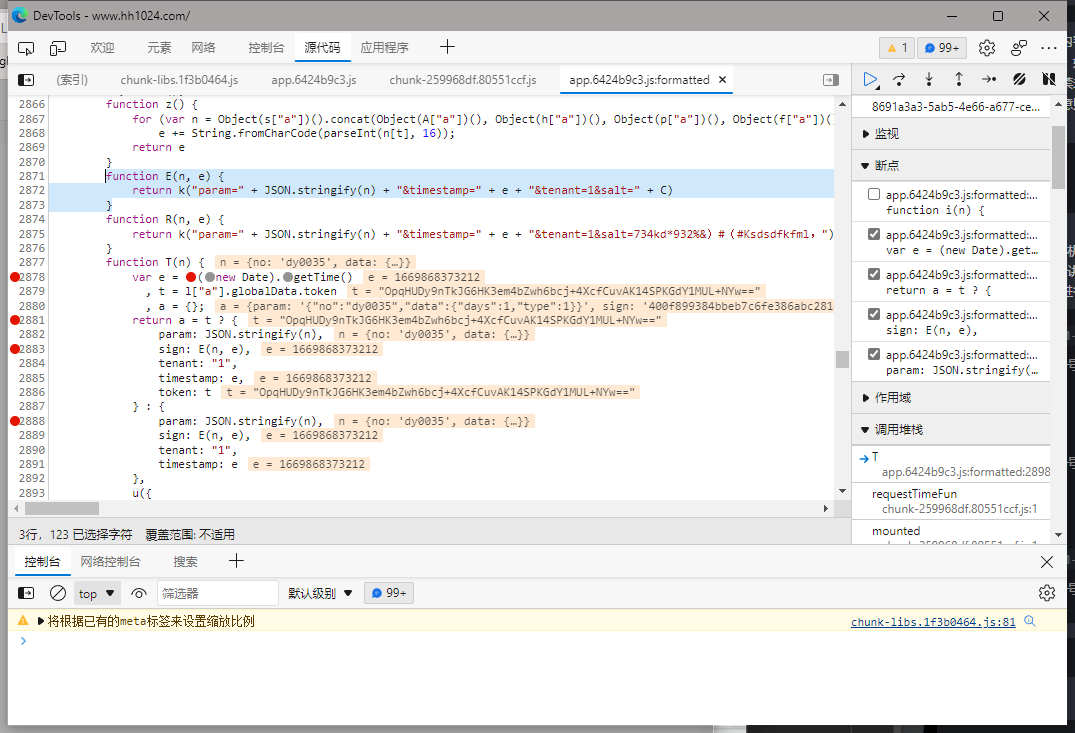 DevTools - www.hh1024.com/
欢迎 元素 网络 控制台 源代码 应用程序 1 99+
(索引) chunk-libs.1f3b0464.js app.6424b9c3.js chunk-259968df.80551ccf.js app.6424b9c3.js:formatted
2866 function z() {
2867 for (var n = Object(s["a"])().concat(Object(A["a"])(), Object(h["a"])(), Object(p["a"])(), Object(f["a"])()
2868 e += String.fromCharCode(parseInt(n[t], 16));
2869 return e
2870 }
2871 function E(n, e) {
2872 return k("param=" + JSON.stringify(n) + "&timestamp=" + e + "&tenant=1&salt=" + C)
2873 }
2874 function R(n, e) {
2875 return k("param=" + JSON.stringify(n) + "&timestamp=" + e + "&tenant=1&salt=734kd*932%&) # (#Ksdsdfkfml，")
2876 }
2877 function T(n) { n = {no: 'dy0035', data: {…}}
2878 var e = (new Date).getTime() e = 1669868373212
2879 , t = l["a"].globalData.token t = "OpqHUDy9nTkJG6HK3em4bZwh6bcj+4XcfCuvAK14SPKGdY1MUL+NYw=="
2880 , a = {}; a = {param: '{"no":"dy0035","data":{"days":1,"type":1}}', sign: '400f899384bbeb7c6fe386abc281
2881 return a = t ? { t = "OpqHUDy9nTkJG6HK3em4bZwh6bcj+4XcfCuvAK14SPKGdY1MUL+NYw=="
2882 param: JSON.stringify(n), n = {no: 'dy0035', data: {…}}
2883 sign: E(n, e), e = 1669868373212
2884 tenant: "1",
2885 timestamp: e, e = 1669868373212
2886 token: t t = "OpqHUDy9nTkJG6HK3em4bZwh6bcj+4XcfCuvAK14SPKGdY1MUL+NYw=="
2887 } : {
2888 param: JSON.stringify(n), n = {no: 'dy0035', data: {…}}
2889 sign: E(n, e), e = 1669868373212
2890 tenant: "1",
2891 timestamp: e e = 1669868373212
2892 },
2893 u({
8691a3a3-5ab5-4e66-a677-ce...
监视
断点
app.6424b9c3.js:formatted:...
function i(n) {
app.6424b9c3.js:formatted:...
var e = (new Date).get…
app.6424b9c3.js:formatted:...
return a = t ? {
app.6424b9c3.js:formatted:...
sign: E(n, e),
app.6424b9c3.js:formatted:...
param: JSON.stringify(…
作用域
调用堆栈
T
app.6424b9c3.js:formatted:2898
requestTimeFun
chunk-259968df.80551ccf.js:1
mounted
3行，123 已选择字符 覆盖范围: 不适用
控制台 网络控制台 搜索
top 筛选器 默认级别 99+
将根据已有的meta标签来设置缩放比例 chunk-libs.1f3b0464.js:81